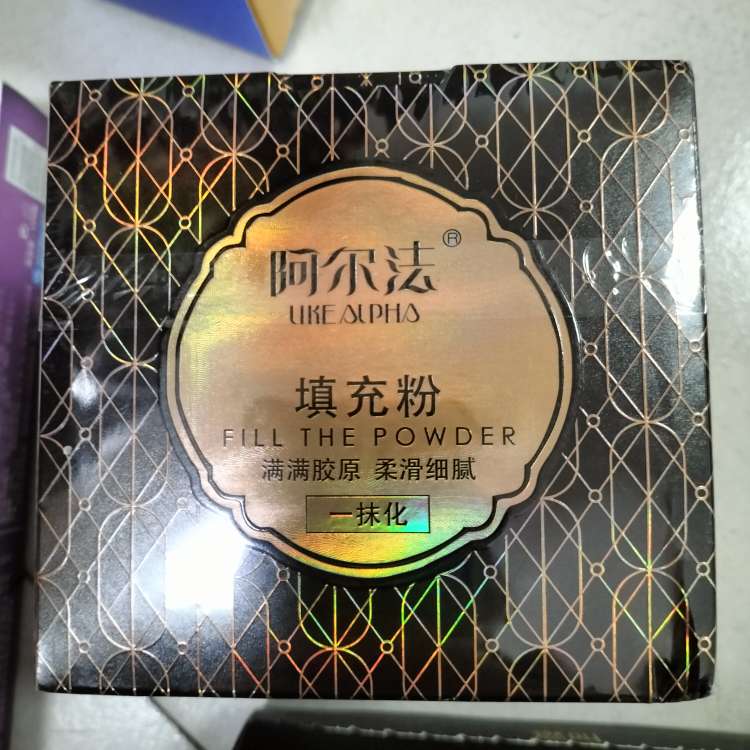 阿尔法®
LIKEALPHA
填充粉
FILL THE POWDER
满满胶原 柔滑细腻
一抹化